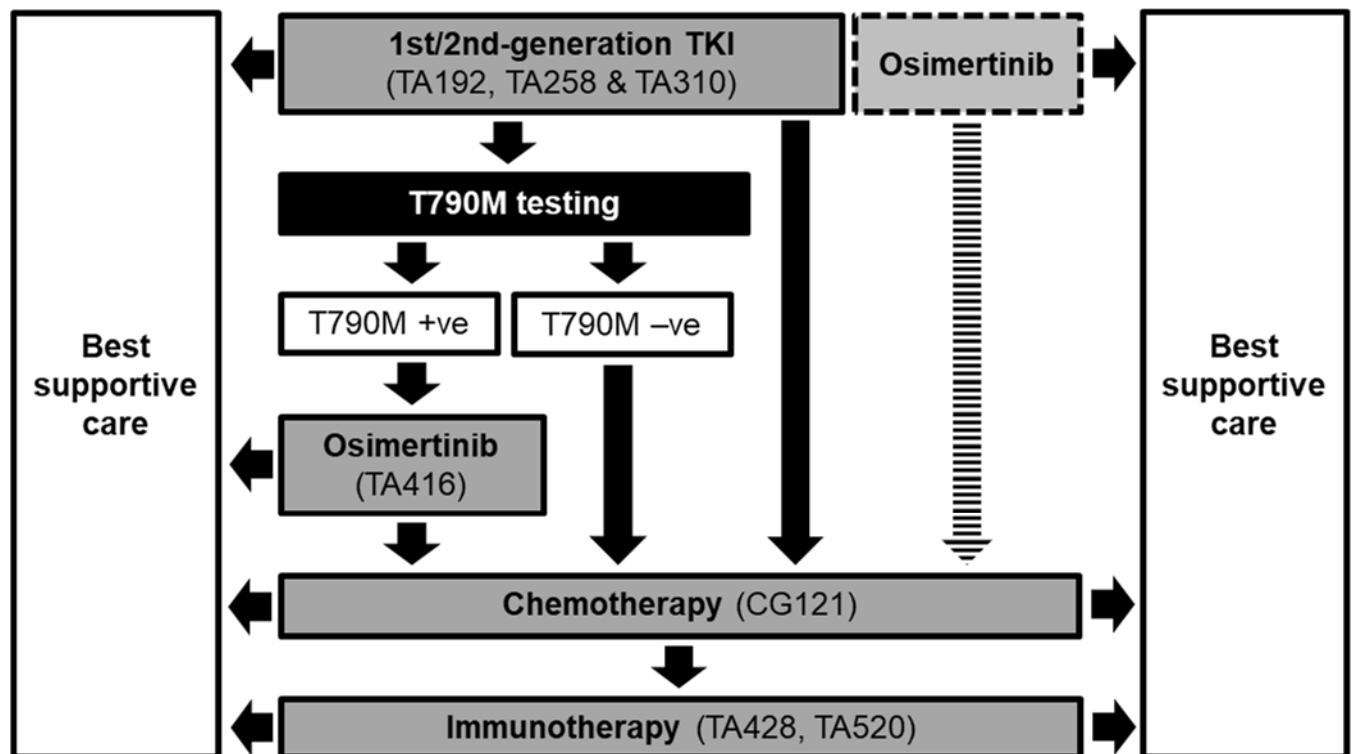 1st/2nd-generation TKI
(TA192, TA258 & TA310)
Osimertinib
T790M testing
T790M +ve
T790M –ve
Best
supportive
care
Best
supportive
care
Osimertinib
(TA416)
Chemotherapy (CG121)
Immunotherapy (TA428, TA520)